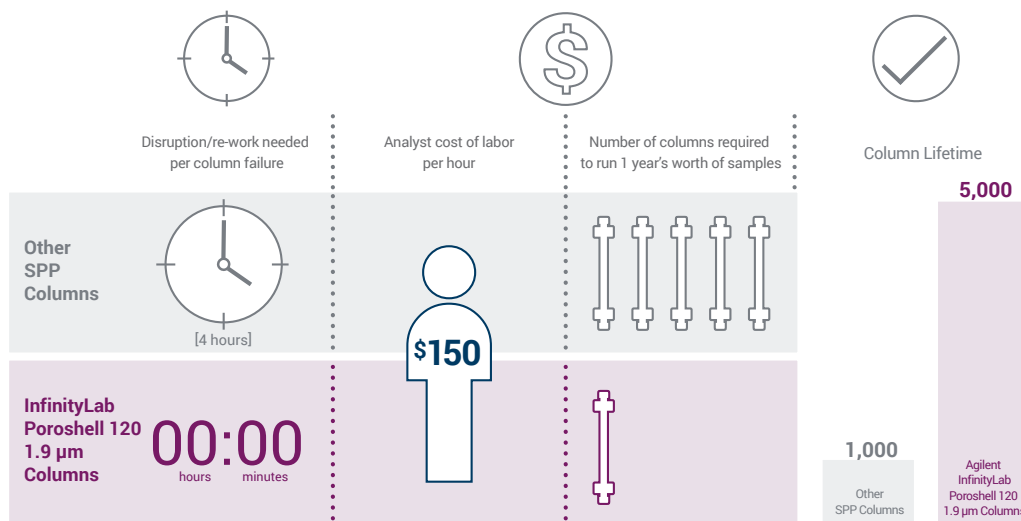 Disruption/re-work needed
per column failure
Analyst cost of labor
per hour
Number of columns required
to run 1 year's worth of samples
Column Lifetime
Other
SPP
Columns
[4 hours]
$150
InfinityLab
Poroshell 120
1.9 µm
Columns
00:00
hours minutes
5,000
1,000
Other
SPP Columns
Agilent
InfinityLab
Poroshell 120
1.9 µm Columns